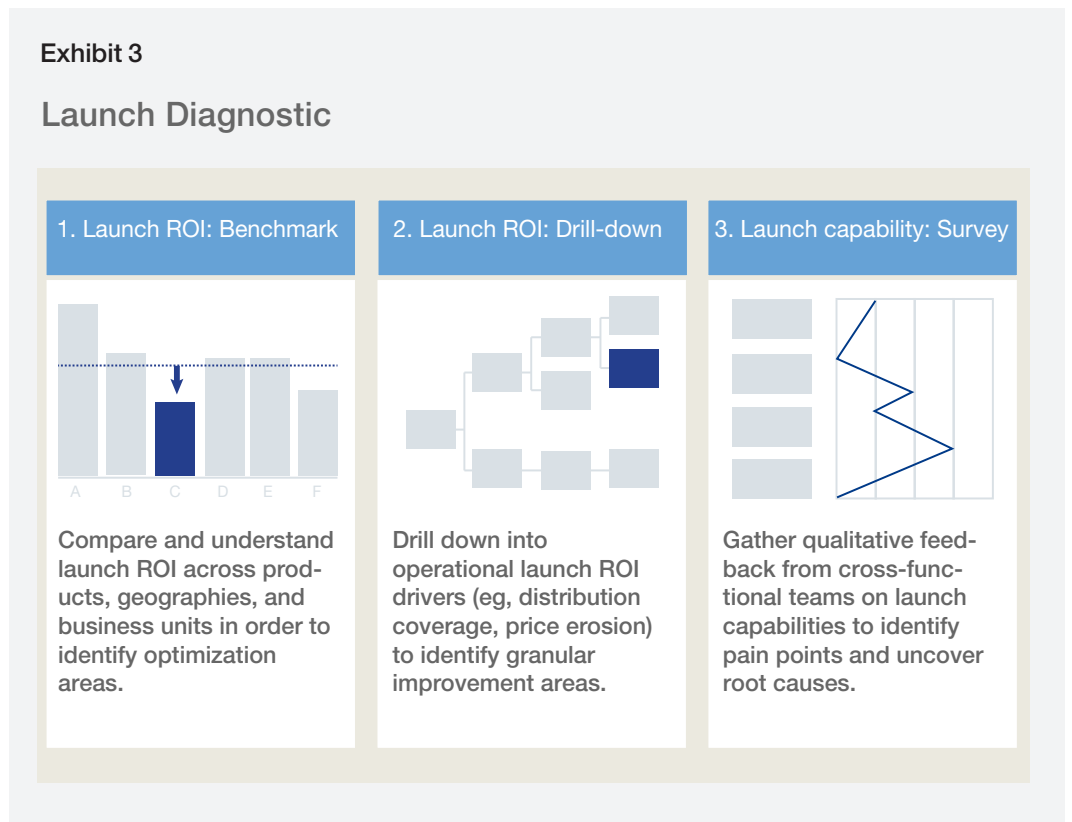 Exhibit 3
Launch Diagnostic
1. Launch ROI: Benchmark
A B C D E F
Compare and understand
launch ROI across prod-
ucts, geographies, and
business units in order to
identify optimization
areas.
2. Launch ROI: Drill-down
Drill down into
operational launch ROI
drivers (eg, distribution
coverage, price erosion)
to identify granular
improvement areas.
3. Launch capability: Survey
Gather qualitative feed-
back from cross-func-
tional teams on launch
capabilities to identify
pain points and uncover
root causes.